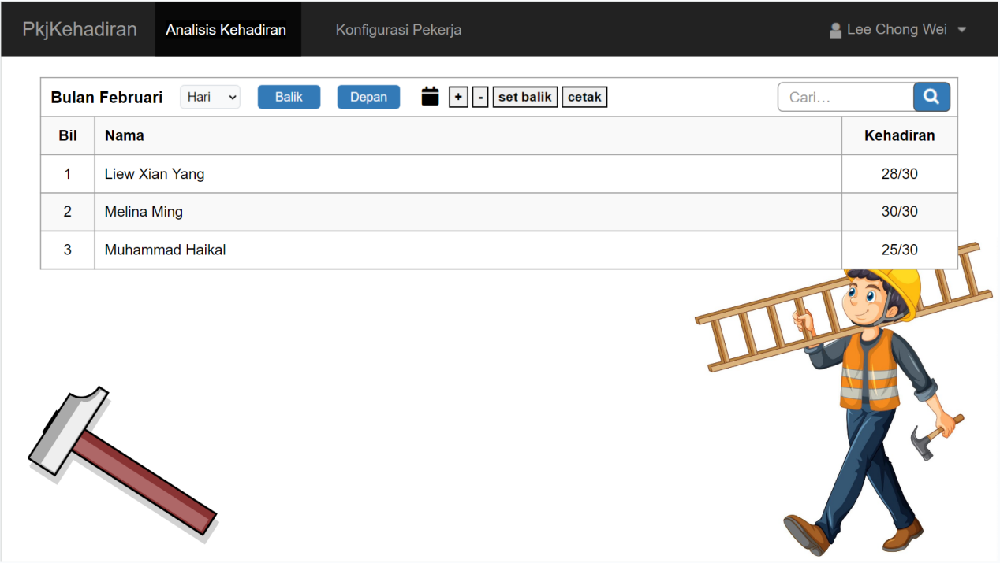 PkjKehadiran Analisis Kehadiran Konfigurasi Pekerja Lee Chong Wei
Bulan Februari Hari Balik Depan + - set balik cetak Cari...
Bil Nama Kehadiran
1 Liew Xian Yang 28/30
2 Melina Ming 30/30
3 Muhammad Haikal 25/30